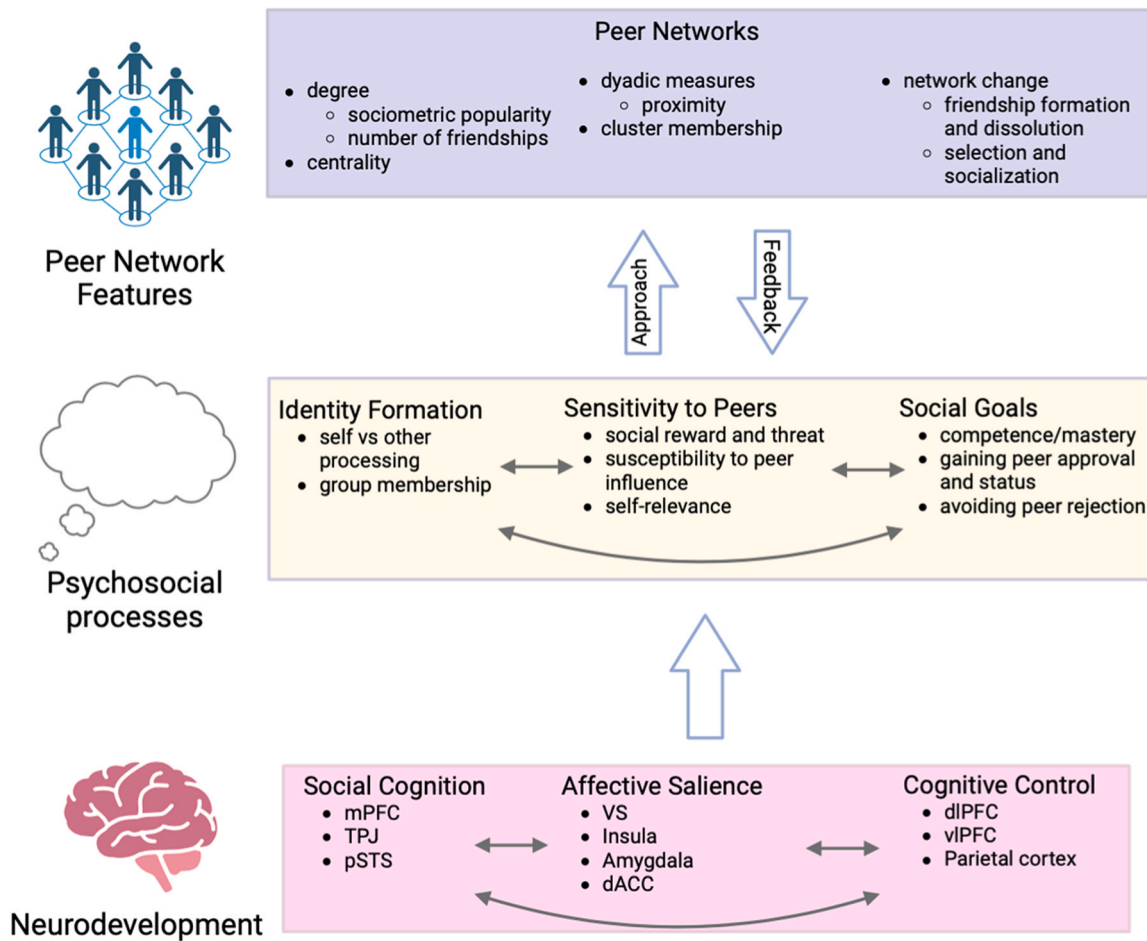 Peer Networks
• degree
○ sociometric popularity
○ number of friendships
• centrality
• dyadic measures
○ proximity
• cluster membership
• network change
○ friendship formation
and dissolution
○ selection and
socialization
Peer Network
Features
Approach
Feedback
Identity Formation
• self vs other
processing
• group membership
Sensitivity to Peers
• social reward and threat
• susceptibility to peer
influence
• self-relevance
Social Goals
• competence/mastery
• gaining peer approval
and status
• avoiding peer rejection
Psychosocial
processes
Social Cognition
• mPFC
• TPJ
• pSTS
Affective Salience
• VS
• Insula
• Amygdala
• dACC
Cognitive Control
• dlPFC
• vlPFC
• Parietal cortex
Neurodevelopment